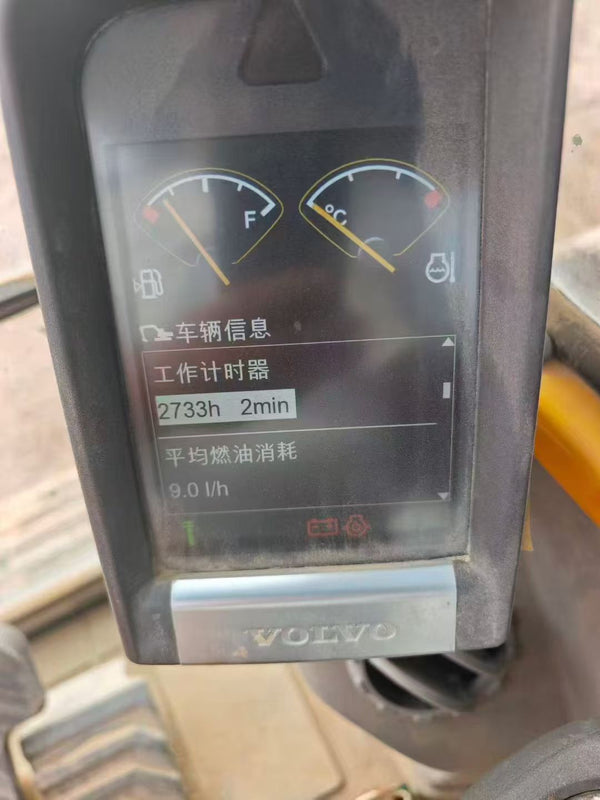 F
°C
车辆信息
工作计时器
2733h 2min
平均燃油消耗
9.0 l/h
VOLVO